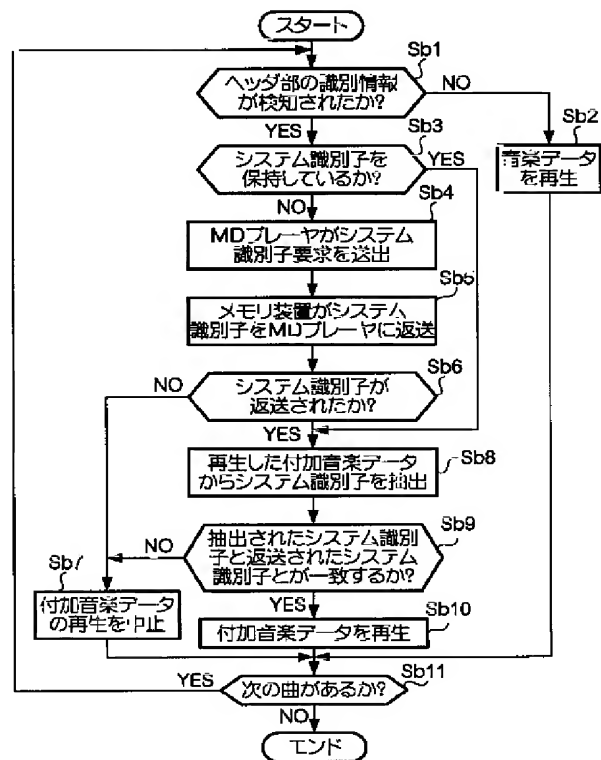 スタート
Sb1
ヘッダ部の識別情報
が検知されたか?
NO
YES
Sb2
音楽データ
を再生
Sb3
システム識別子を
保持しているか?
YES
NO
Sb4
MDプレーヤがシステム
識別子要求を送出
Sb5
メモリ装置がシステム
識別子をMDプレーヤに返送
Sb6
NO
システム識別子が
返送されたか?
YES
Sb8
再生した付加音楽データ
からシステム識別子を抽出
Sb9
NO
抽出されたシステム識別
子と返送されたシステム
識別子とが一致するか?
Sb7
付加音楽データ
の再生を中止
YES
Sb10
付加音楽データを再生
YES
Sb11
次の曲があるか?
NO
エンド